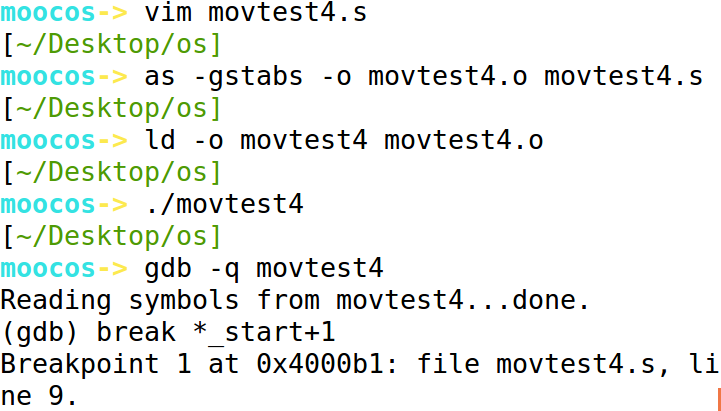 moocos-> vim movtest4.s
[~/Desktop/os]
moocos-> as -gstabs -o movtest4.o movtest4.s
[~/Desktop/os]
moocos-> ld -o movtest4 movtest4.o
[~/Desktop/os]
moocos-> ./movtest4
[~/Desktop/os]
moocos-> gdb -q movtest4
Reading symbols from movtest4...done.
(gdb) break *_start+1
Breakpoint 1 at 0x4000b1: file movtest4.s, li
ne 9.